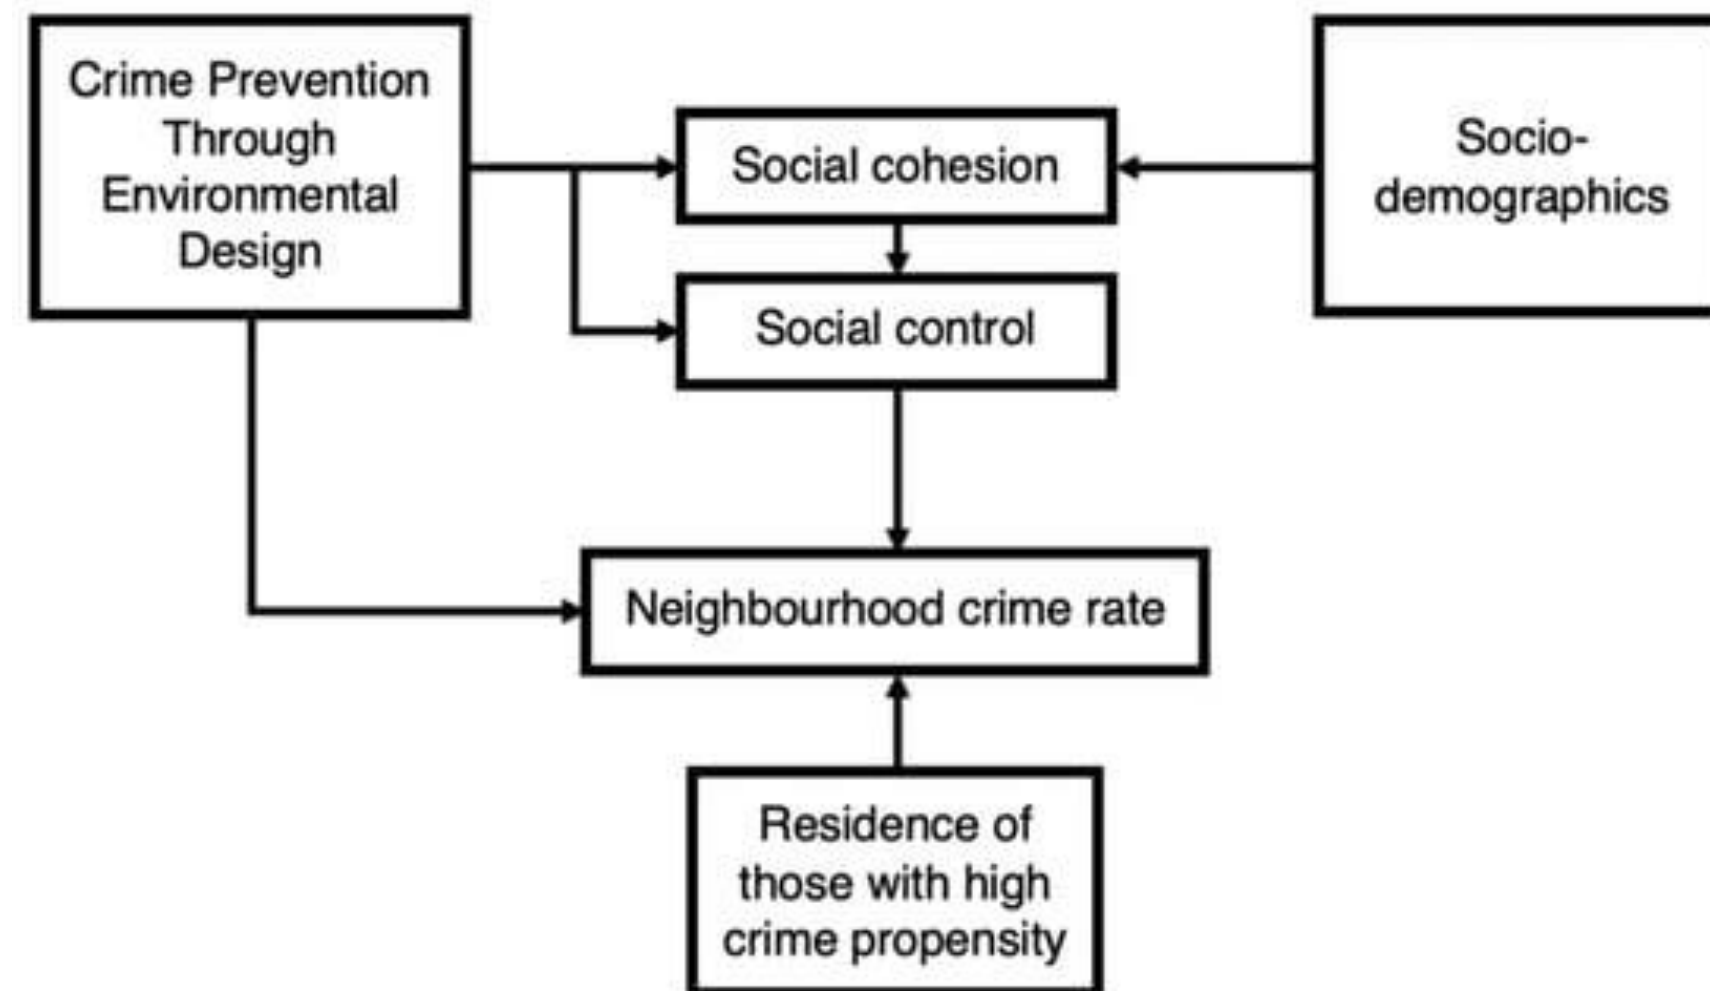 Crime Prevention
Through
Environmental
Design
Social cohesion
Socio-
demographics
Social control
Neighbourhood crime rate
Residence of
those with high
crime propensity